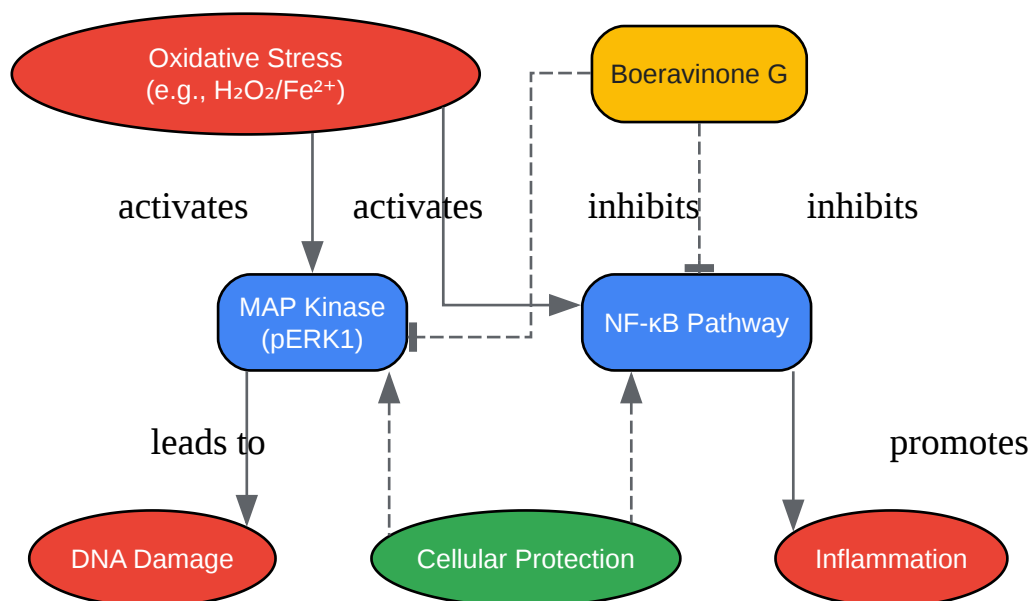 Oxidative Stress
(e.g., H₂O₂/Fe²⁺)
Boeravinone G
activates
activates
inhibits
inhibits
MAP Kinase
(pERK1)
NF-κB Pathway
leads to
promotes
DNA Damage
Cellular Protection
Inflammation